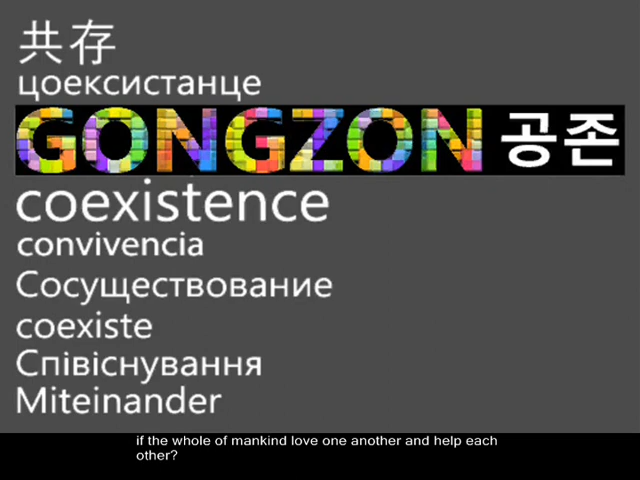 共存
цоексистанце
GONGZON 공존
coexistence
convivencia
Сосуществование
coexiste
Співіснування
Miteinander
if the whole of mankind love one another and help each
other?